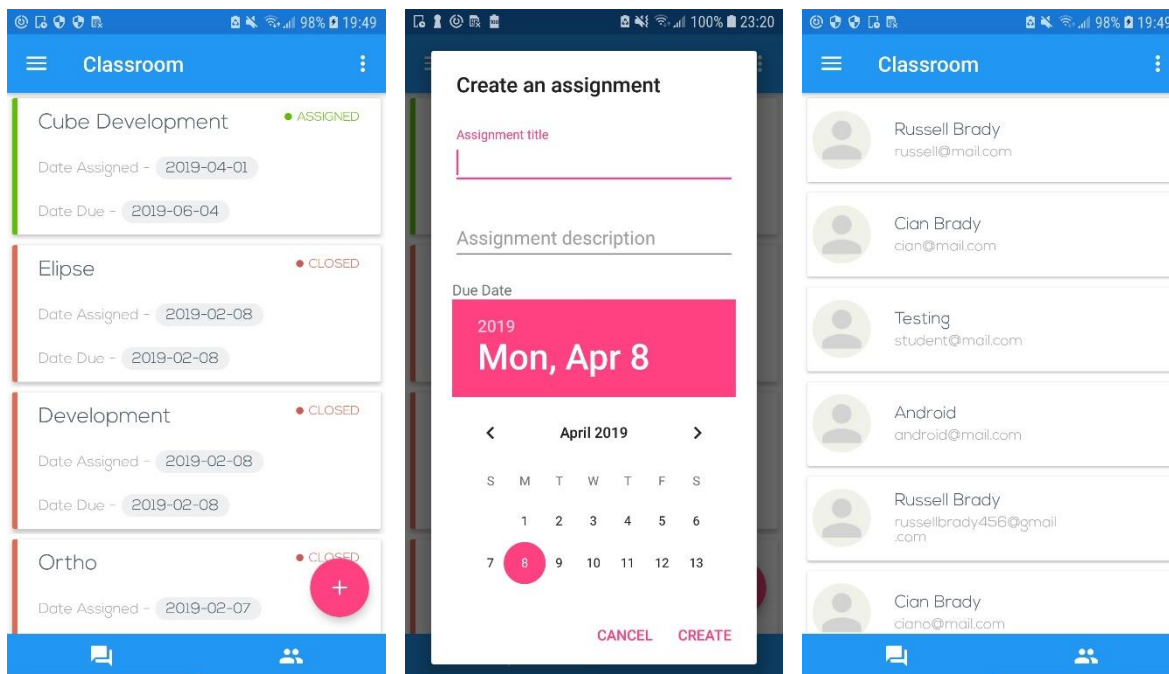 98% 19:49
Classroom
Cube Development
ASSIGNED
Date Assigned - 2019-04-01
Date Due - 2019-06-04
Elipse
CLOSED
Date Assigned - 2019-02-08
Date Due - 2019-02-08
Development
CLOSED
Date Assigned - 2019-02-08
Date Due - 2019-02-08
Ortho
CLOSED
Date Assigned - 2019-02-07
100% 23:20
Create an assignment
Assignment title
Assignment description
Due Date
2019
Mon, Apr 8
April 2019
S M T W T F S
1 2 3 4 5 6
7 8 9 10 11 12 13
CANCEL CREATE
98% 19:49
Classroom
Russell Brady
russell@mail.com
Cian Brady
cian@mail.com
Testing
student@mail.com
Android
android@mail.com
Russell Brady
russellbrady456@gmail
.com
Cian Brady
ciano@mail.com